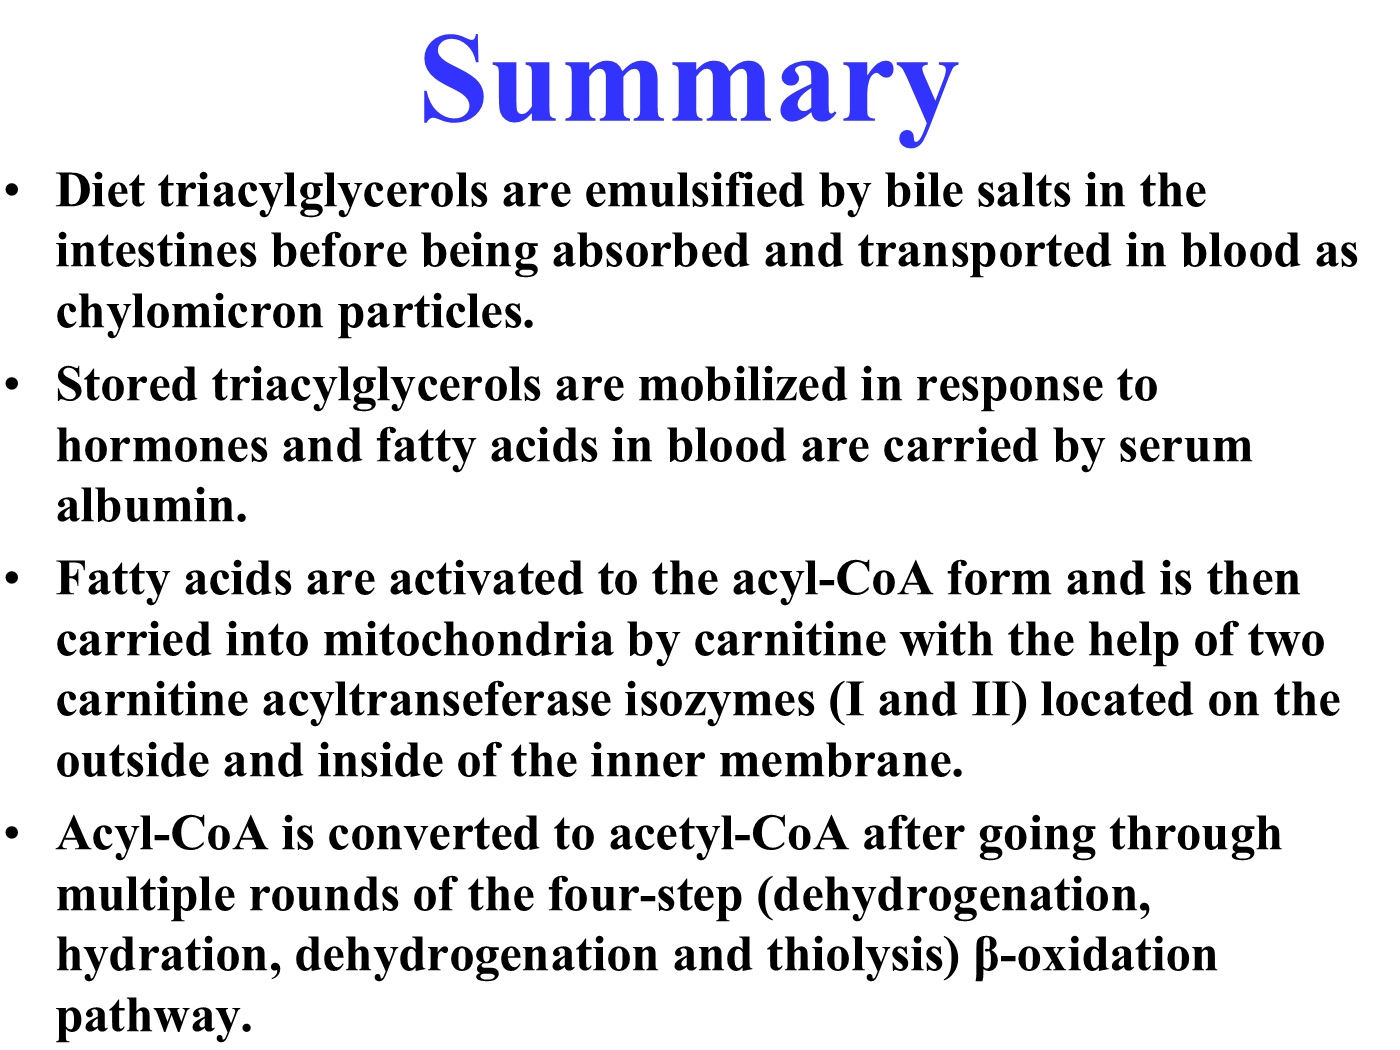 Summary
• Diet triacylglycerols are emulsified by bile salts in the
intestines before being absorbed and transported in blood as
chylomicron particles.
• Stored triacylglycerols are mobilized in response to
hormones and fatty acids in blood are carried by serum
albumin.
• Fatty acids are activated to the acyl-CoA form and is then
carried into mitochondria by carnitine with the help of two
carnitine acyltranseferase isozymes (I and II) located on the
outside and inside of the inner membrane.
• Acyl-CoA is converted to acetyl-CoA after going through
multiple rounds of the four-step (dehydrogenation,
hydration, dehydrogenation and thiolysis) β-oxidation
pathway.